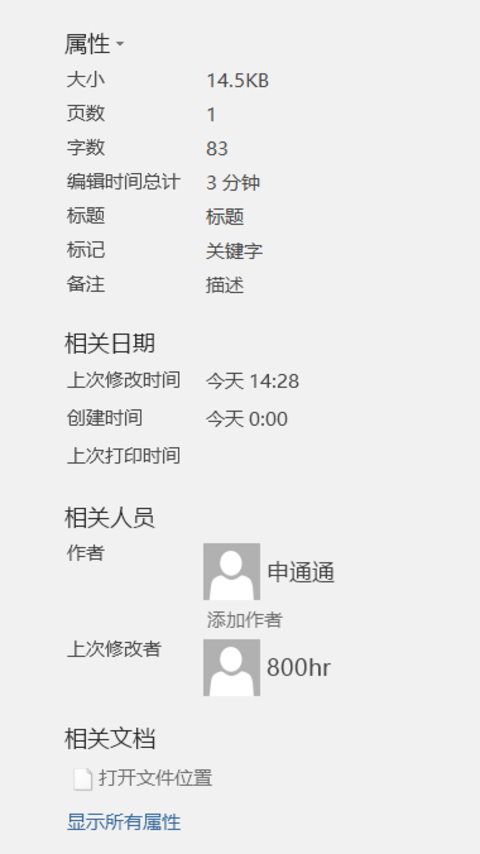 属性
大小 14.5KB
页数 1
字数 83
编辑时间总计 3 分钟
标题 标题
标记 关键字
备注 描述
相关日期
上次修改时间 今天 14:28
创建时间 今天 0:00
上次打印时间
相关人员
作者 申通通
添加作者
上次修改者 800hr
相关文档
打开文件位置
显示所有属性